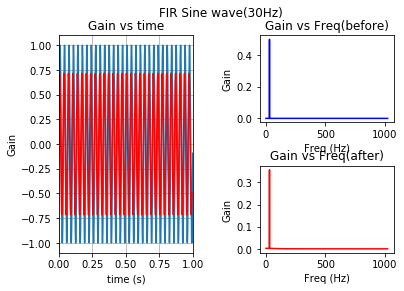 FIR Sine wave(30Hz)
Gain vs time
Gain
1.00
0.75
0.50
0.25
0.00
−0.25
−0.50
−0.75
−1.00
0.00 0.25 0.50 0.75 1.00
time (s)
Gain vs Freq(before)
Gain
0.4
0.2
0.0
0 500 1000
Freq (Hz)
Gain vs Freq(after)
Gain
0.3
0.2
0.1
0.0
0 500 1000
Freq (Hz)